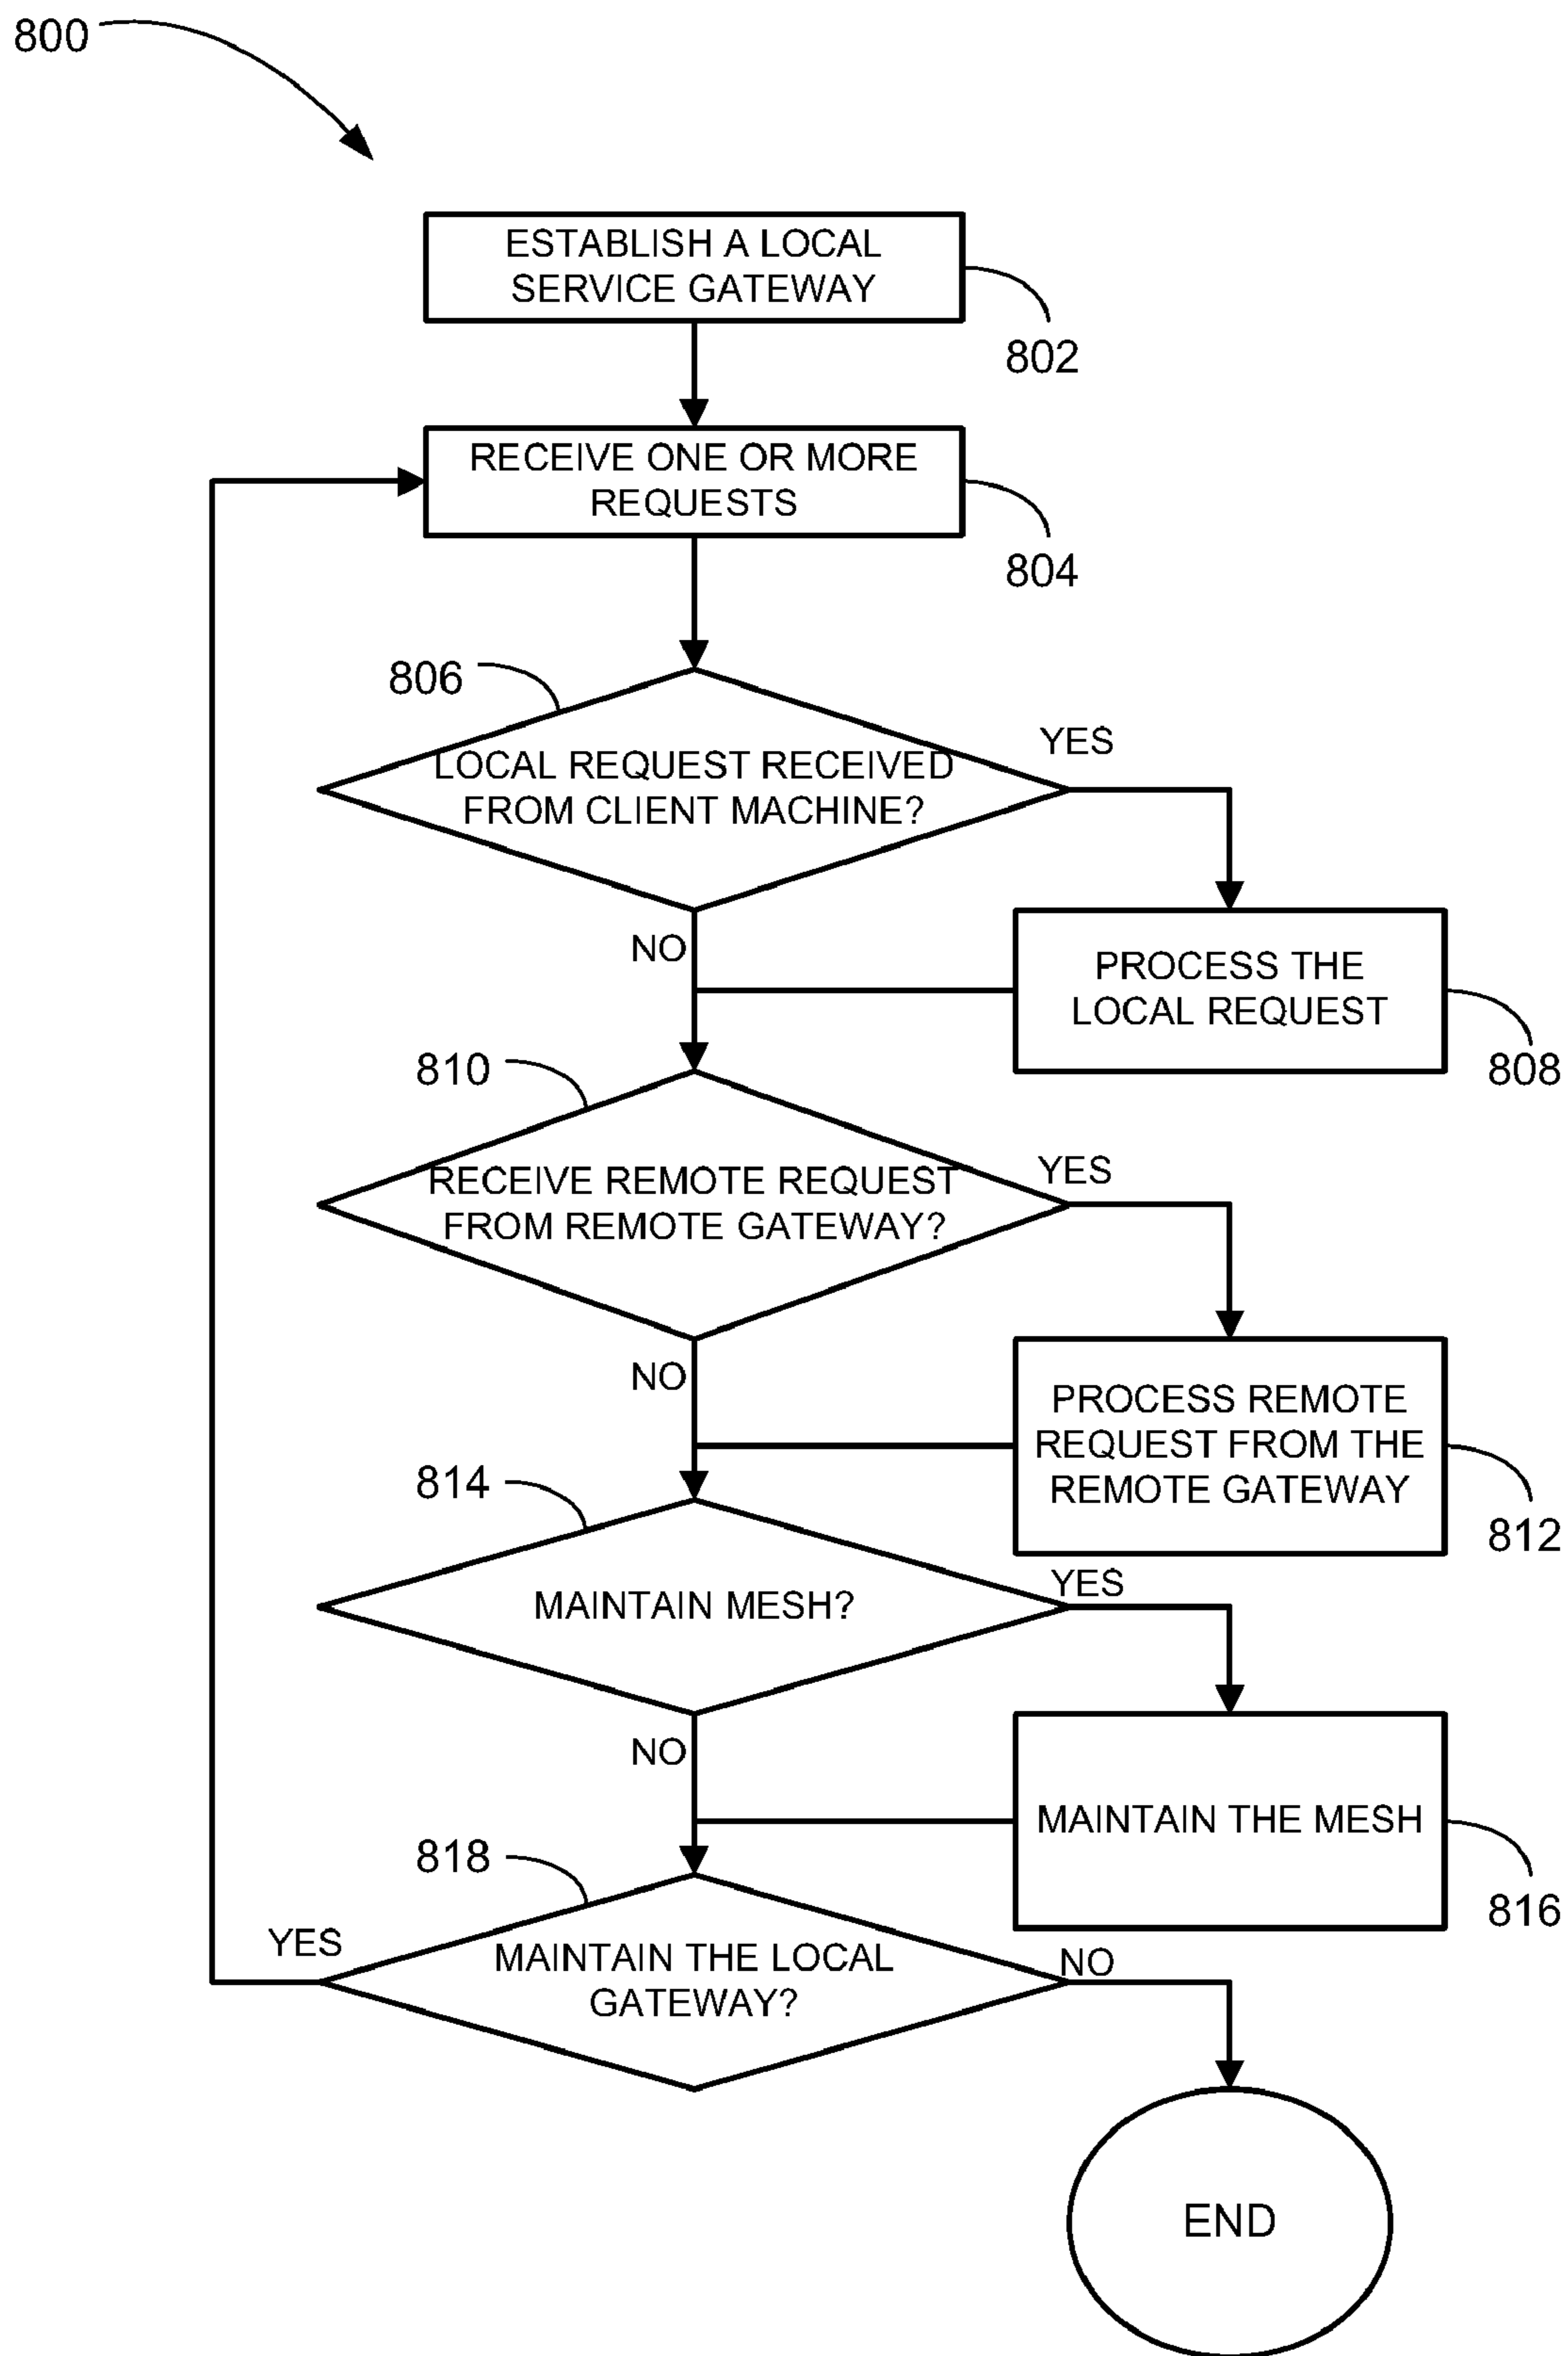 800
ESTABLISH A LOCAL
SERVICE GATEWAY
802
RECEIVE ONE OR MORE
REQUESTS
804
806
LOCAL REQUEST RECEIVED
FROM CLIENT MACHINE?
YES
NO
PROCESS THE
LOCAL REQUEST
808
810
RECEIVE REMOTE REQUEST
FROM REMOTE GATEWAY?
YES
NO
PROCESS REMOTE
REQUEST FROM THE
REMOTE GATEWAY
812
814
MAINTAIN MESH?
YES
NO
MAINTAIN THE MESH
816
818
YES
MAINTAIN THE LOCAL
GATEWAY?
NO
END